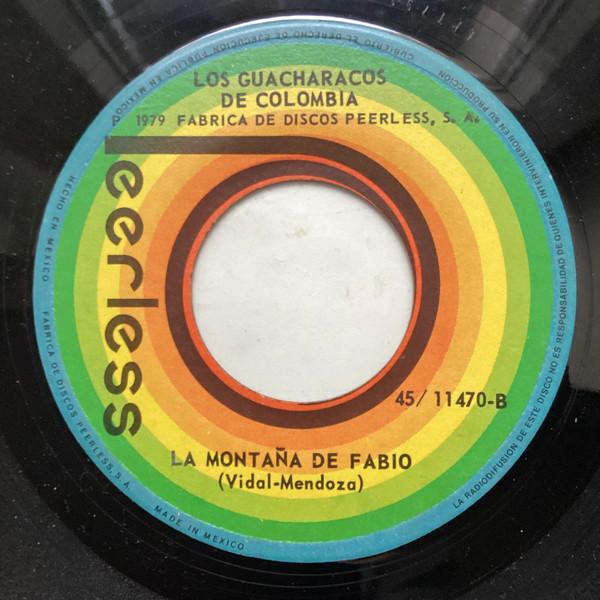 LOS GUACHARACOS
DE COLOMBIA
P 1979 FABRICA DE DISCOS PEERLESS, S. A.
Peerless
45/ 11470-B
LA MONTAÑA DE FABIO
(Vidal-Mendoza)
MADE IN MEXICO
FABRICA DE DISCOS PEERLESS, S. A.
HECHO EN MEXICO
CUBIERTO EL DERECHO DE EJECUCION PUBLICA EN MEXICO
LA RADIODIFUSION DE ESTE DISCO NO ES RESPONSABILIDAD DE QUIENES INTERVINIERON EN SU PRODUCCION